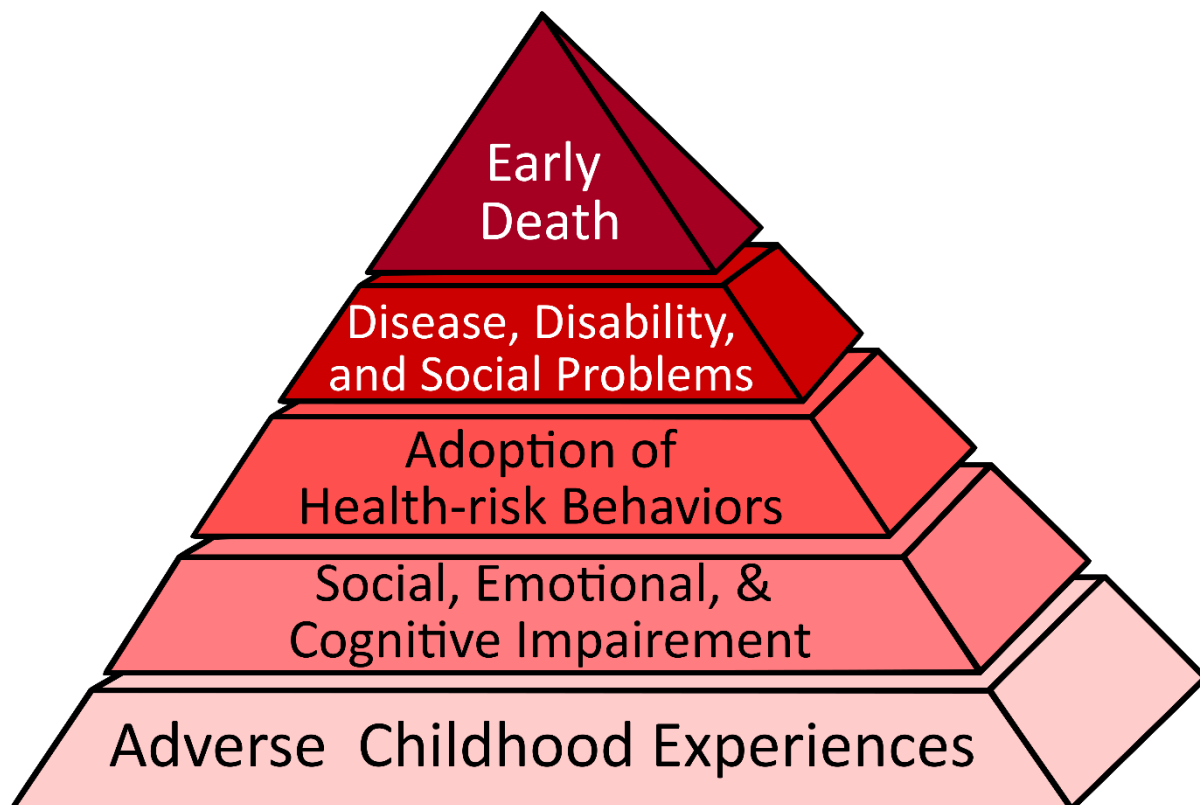 Early
Death
Disease, Disability,
and Social Problems
Adoption of
Health-risk Behaviors
Social, Emotional, &
Cognitive Impairement
Adverse Childhood Experiences